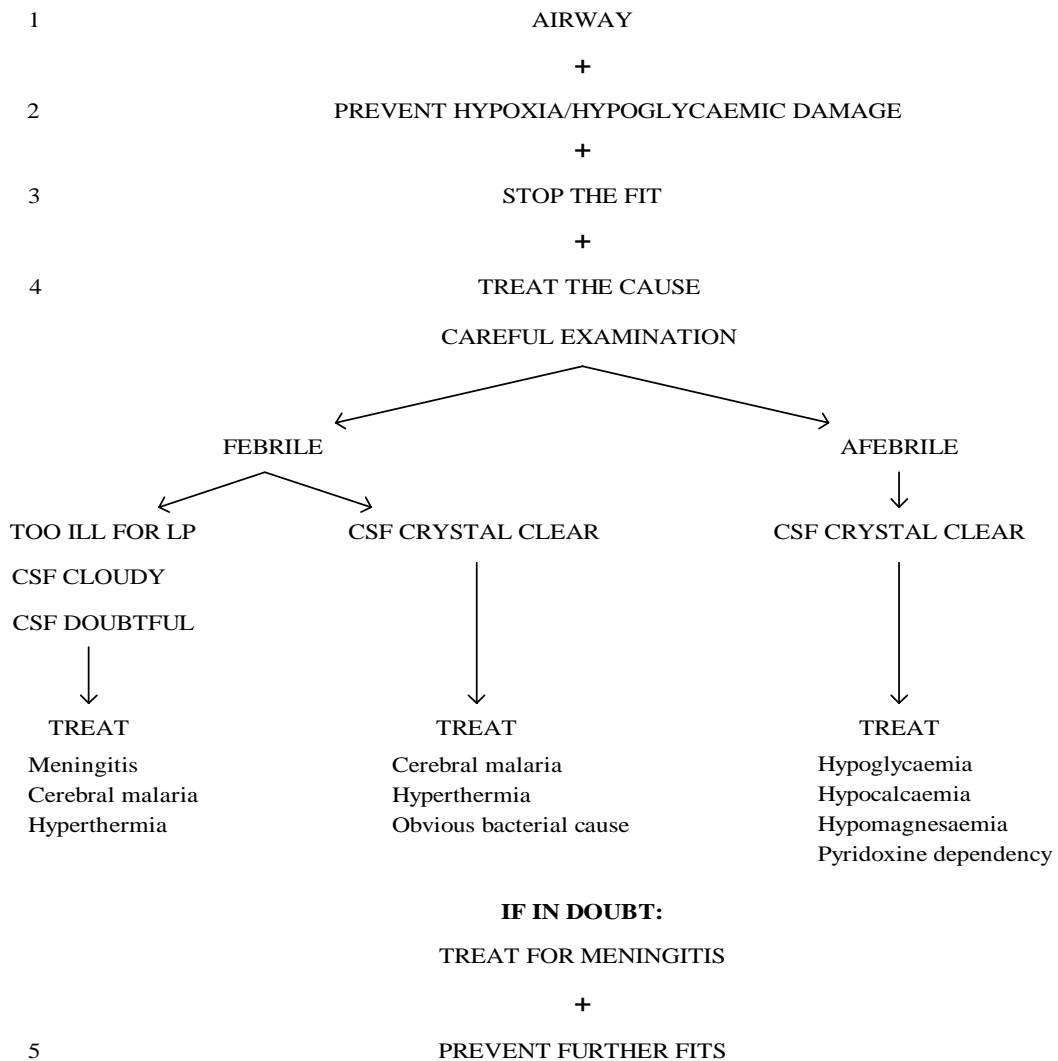 1 AIRWAY
+
2 PREVENT HYPOXIA/HYPOGLYCAEMIC DAMAGE
+
3 STOP THE FIT
+
4 TREAT THE CAUSE
CAREFUL EXAMINATION
FEBRILE AFEBRILE
TOO ILL FOR LP CSF CRYSTAL CLEAR CSF CRYSTAL CLEAR
CSF CLOUDY
CSF DOUBTFUL
TREAT TREAT TREAT
Meningitis Cerebral malaria Hypoglycaemia
Cerebral malaria Hyperthermia Hypocalcaemia
Hyperthermia Obvious bacterial cause Hypomagnesaemia
Pyridoxine dependency
IF IN DOUBT:
TREAT FOR MENINGITIS
+
5 PREVENT FURTHER FITS